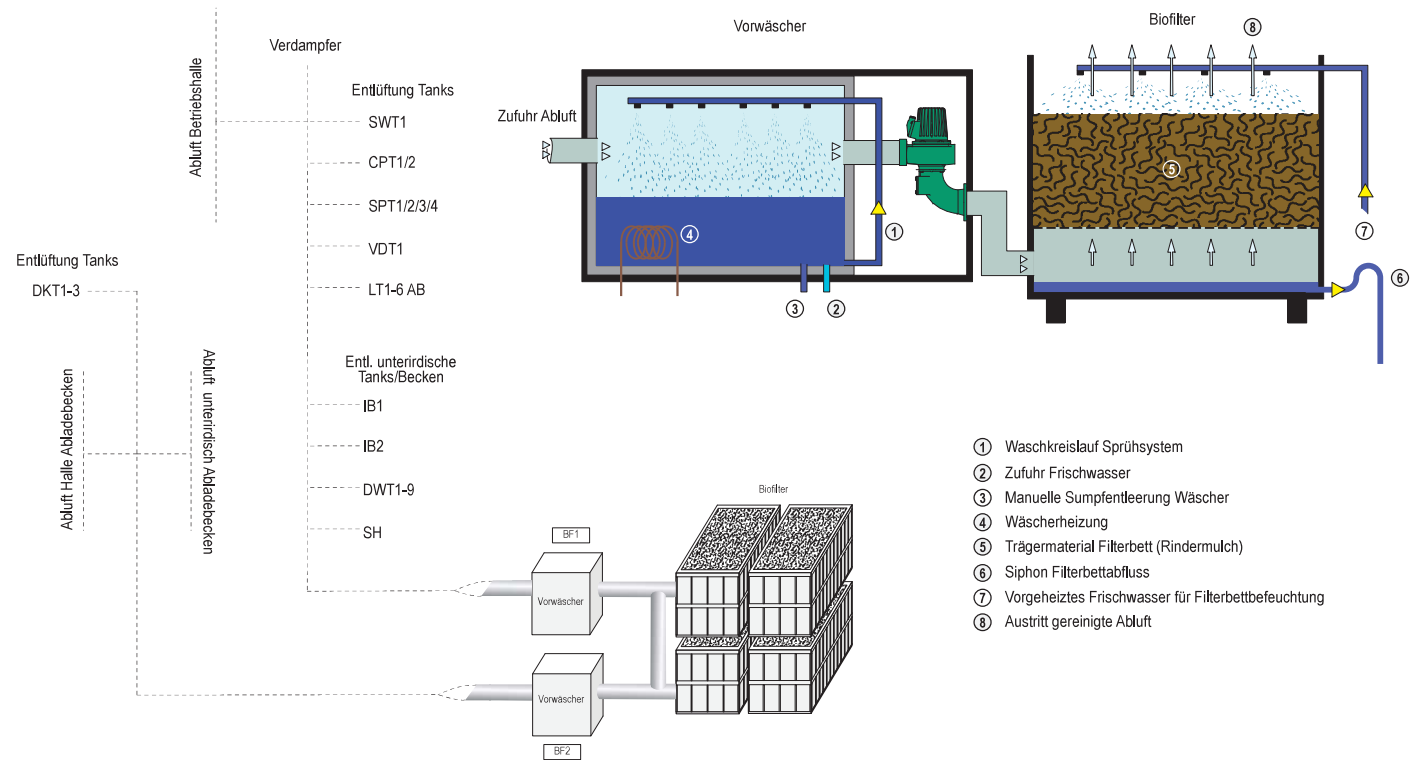 Abluft Betriebshalle
Verdampfer
Entlüftung Tanks
SWT1
CPT1/2
SPT1/2/3/4
VDT1
LT1-6 AB
Entlüftung Tanks
DKT1-3
Abluft Halle Abladebecken
Abluft unterirdisch Abladebecken
Entl. unterirdische
Tanks/Becken
IB1
IB2
DWT1-9
SH
Vorwäscher
Zufuhr Abluft
4
1
3
2
Biofilter
8
5
7
6
BF1
Vorwäscher
Biofilter
Vorwäscher
BF2
1 Waschkreislauf Sprühsystem
2 Zufuhr Frischwasser
3 Manuelle Sumpfentleerung Wäscher
4 Wäscherheizung
5 Trägermaterial Filterbett (Rindermulch)
6 Siphon Filterbettabfluss
7 Vorgeheiztes Frischwasser für Filterbettbefeuchtung
8 Austritt gereinigte Abluft